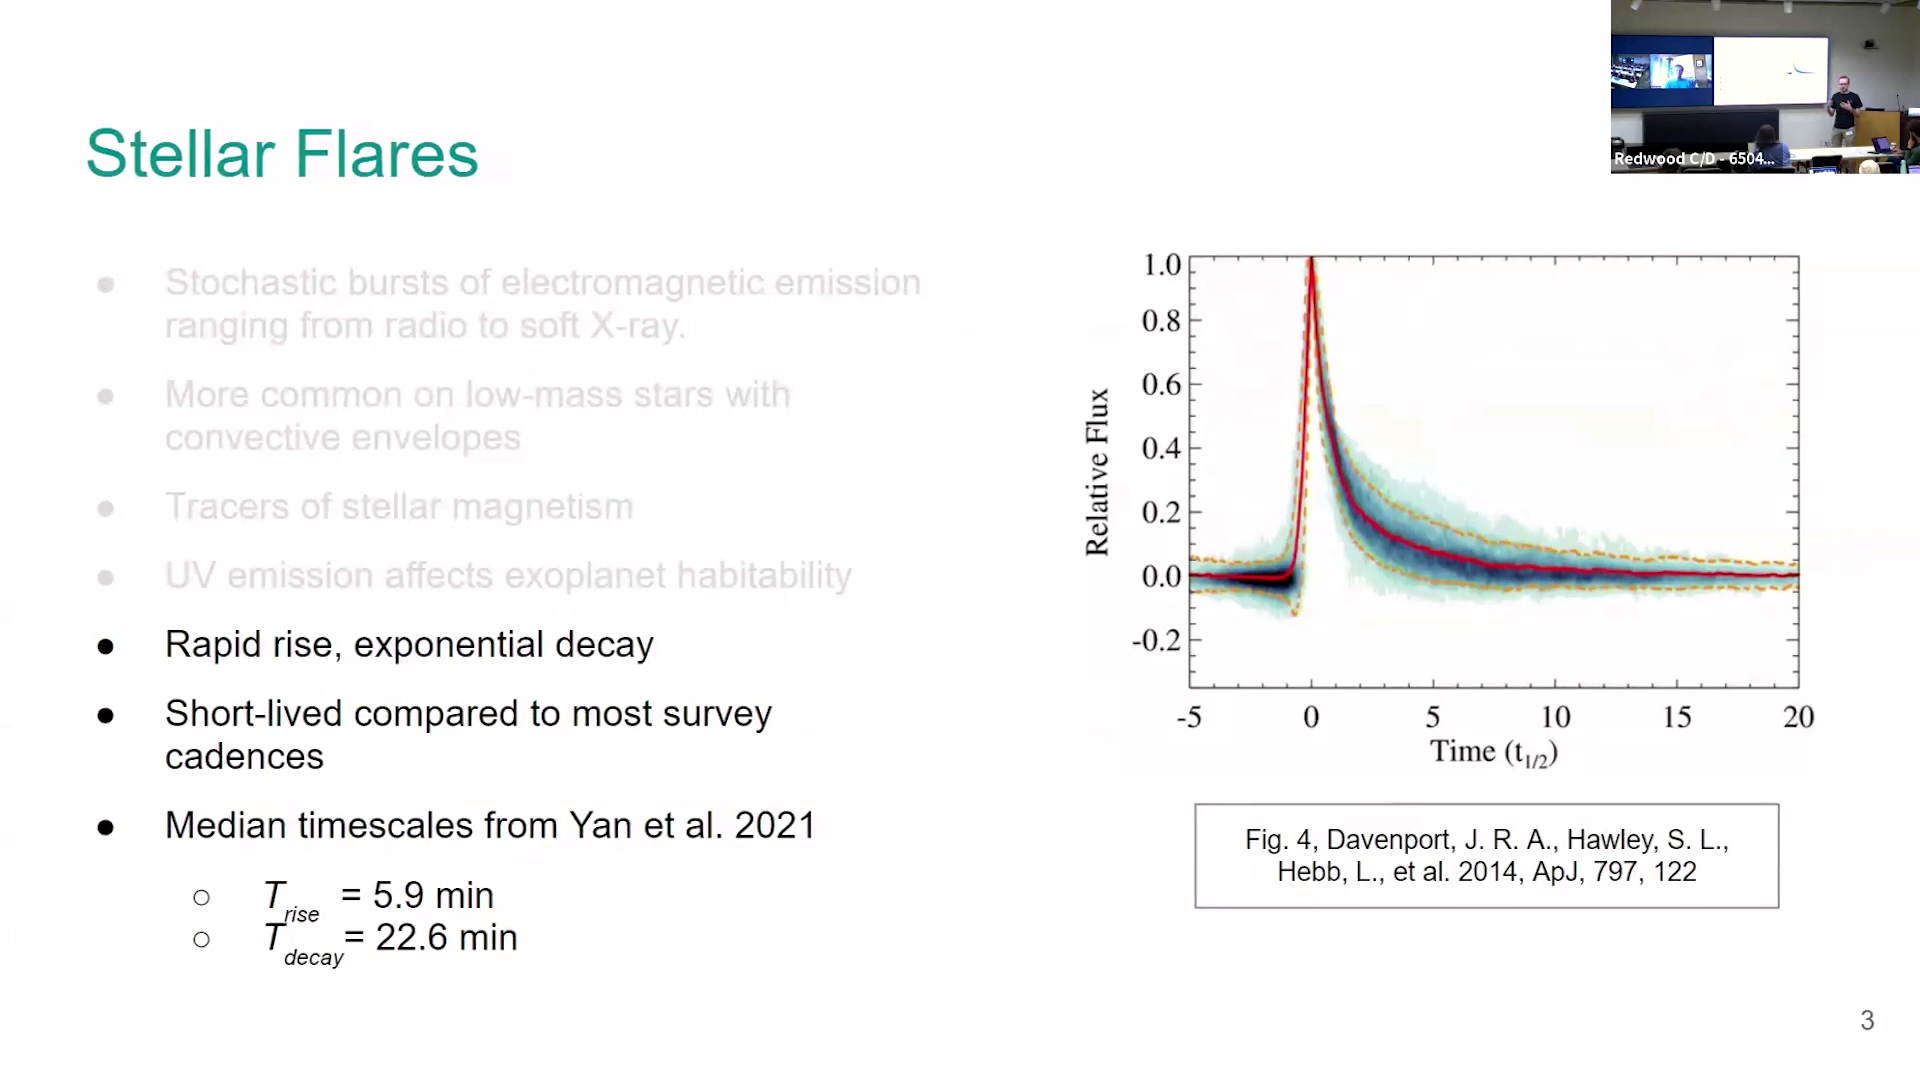 Redwood C/D - 6504...
Stellar Flares
● Stochastic bursts of electromagnetic emission
ranging from radio to soft X-ray.
● More common on low-mass stars with
convective envelopes
● Tracers of stellar magnetism
● UV emission affects exoplanet habitability
● Rapid rise, exponential decay
● Short-lived compared to most survey
cadences
● Median timescales from Yan et al. 2021
○ Trise = 5.9 min
○ Tdecay = 22.6 min
1.0
0.8
0.6
0.4
0.2
0.0
-0.2
Relative Flux
-5 0 5 10 15 20
Time (t1/2)
Fig. 4, Davenport, J. R. A., Hawley, S. L.,
Hebb, L., et al. 2014, ApJ, 797, 122
3